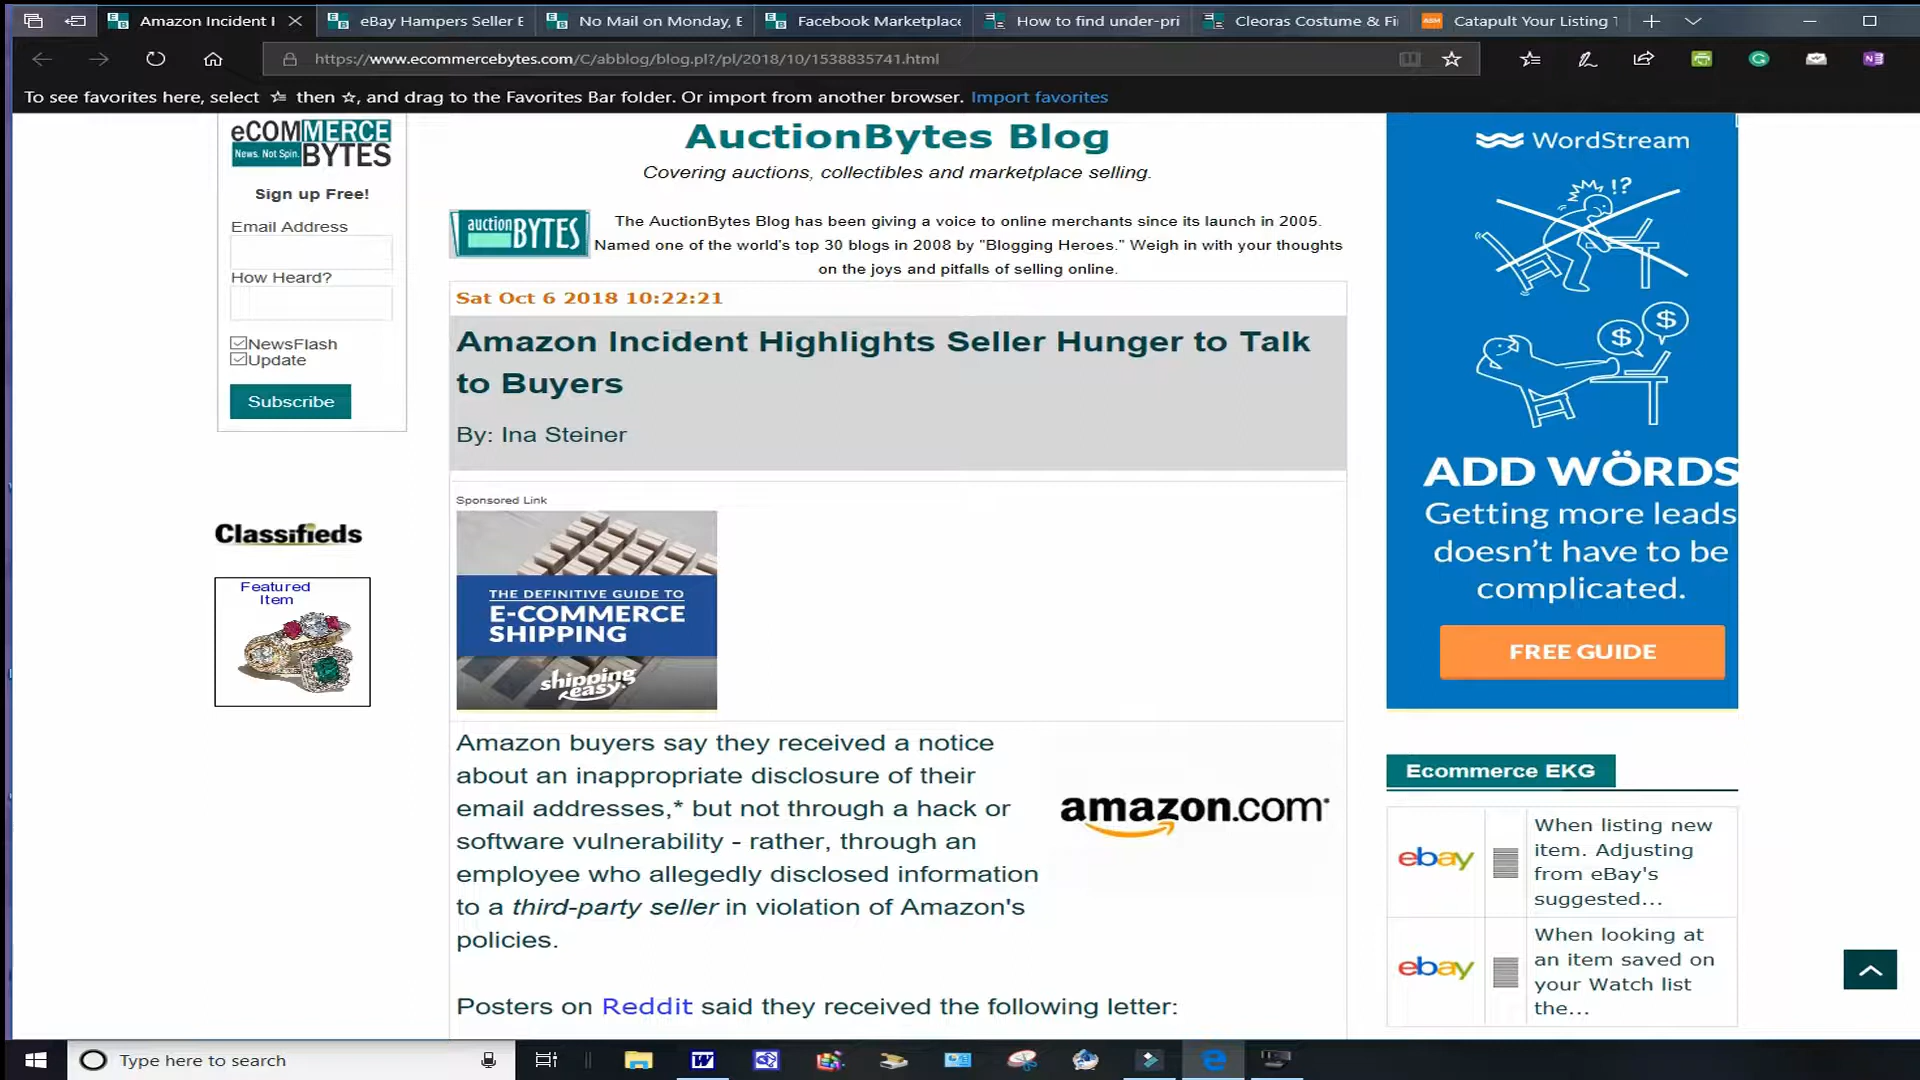 Amazon Incident I
eBay Hampers Seller E
No Mail on Monday, E
Facebook Marketplace
How to find under-pri
Cleoras Costume & Fi
ASM
Catapult Your Listing T
https://www.ecommercebytes.com/C/abblog/blog.pl?/pl/2018/10/1538835741.html
To see favorites here, select then , and drag to the Favorites Bar folder. Or import from another browser. Import favorites
eCOMMERCE
News. Not Spin. BYTES
Sign up Free!
Email Address
How Heard?
NewsFlash
Update
Subscribe
Classifieds
Featured
Item
AuctionBytes Blog
Covering auctions, collectibles and marketplace selling.
auction
BYTES
The AuctionBytes Blog has been giving a voice to online merchants since its launch in 2005.
Named one of the world's top 30 blogs in 2008 by "Blogging Heroes." Weigh in with your thoughts
on the joys and pitfalls of selling online.
Sat Oct 6 2018 10:22:21
Amazon Incident Highlights Seller Hunger to Talk
to Buyers
By: Ina Steiner
Sponsored Link
THE DEFINITIVE GUIDE TO
E-COMMERCE
SHIPPING
shipping
easy.
Amazon buyers say they received a notice
about an inappropriate disclosure of their
email addresses,* but not through a hack or
software vulnerability - rather, through an
employee who allegedly disclosed information
to a third-party seller in violation of Amazon's
policies.
amazon.com
Posters on Reddit said they received the following letter:
WordStream
!?
$
$
ADD WÖRDS
Getting more leads
doesn't have to be
complicated.
FREE GUIDE
Ecommerce EKG
ebay
When listing new
item. Adjusting
from eBay's
suggested...
ebay
When looking at
an item saved on
your Watch list
the...
Type here to search